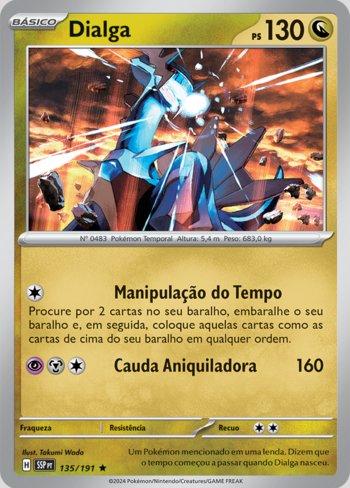 BÁSICO
Dialga
PS 130
Nº 0483 Pokémon Temporal Altura: 5,4 m Peso: 683,0 kg
Manipulação do Tempo
Procure por 2 cartas no seu baralho, embaralhe o seu
baralho e, em seguida, coloque aquelas cartas como as
cartas de cima do seu baralho em qualquer ordem.
Cauda Aniquiladora 160
Fraqueza Resistência Recuo
Ilust. Takumi Wada
H SSP PT 135/191 ★
Um Pokémon mencionado em uma lenda. Dizem que
o tempo começou a passar quando Dialga nasceu.
©2024 Pokémon/Nintendo/Creatures/GAME FREAK